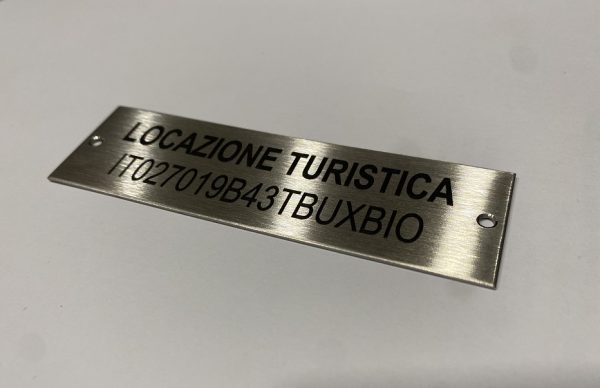 LOCAZIONE TURISTICA
IT027019B43TBUXBIO